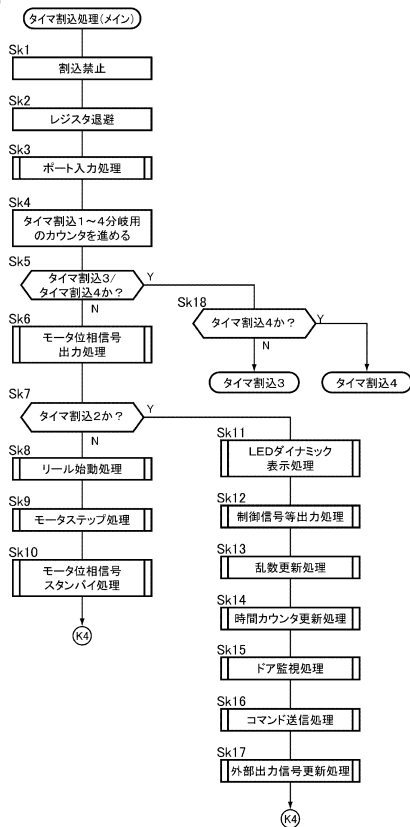 タイマ割込処理(メイン)
Sk1
割込禁止
Sk2
レジスタ退避
Sk3
ポート入力処理
Sk4
タイマ割込1～4分岐用
のカウンタを進める
Sk5
タイマ割込3/
タイマ割込4か?
Y
N
Sk18
タイマ割込4か?
Y
N
タイマ割込3
タイマ割込4
Sk6
モータ位相信号
出力処理
Sk7
タイマ割込2か?
Y
N
Sk8
リール始動処理
Sk9
モータステップ処理
Sk10
モータ位相信号
スタンバイ処理
K4
Sk11
LEDダイナミック
表示処理
Sk12
制御信号等出力処理
Sk13
乱数更新処理
Sk14
時間カウンタ更新処理
Sk15
ドア監視処理
Sk16
コマンド送信処理
Sk17
外部出力信号更新処理
K4